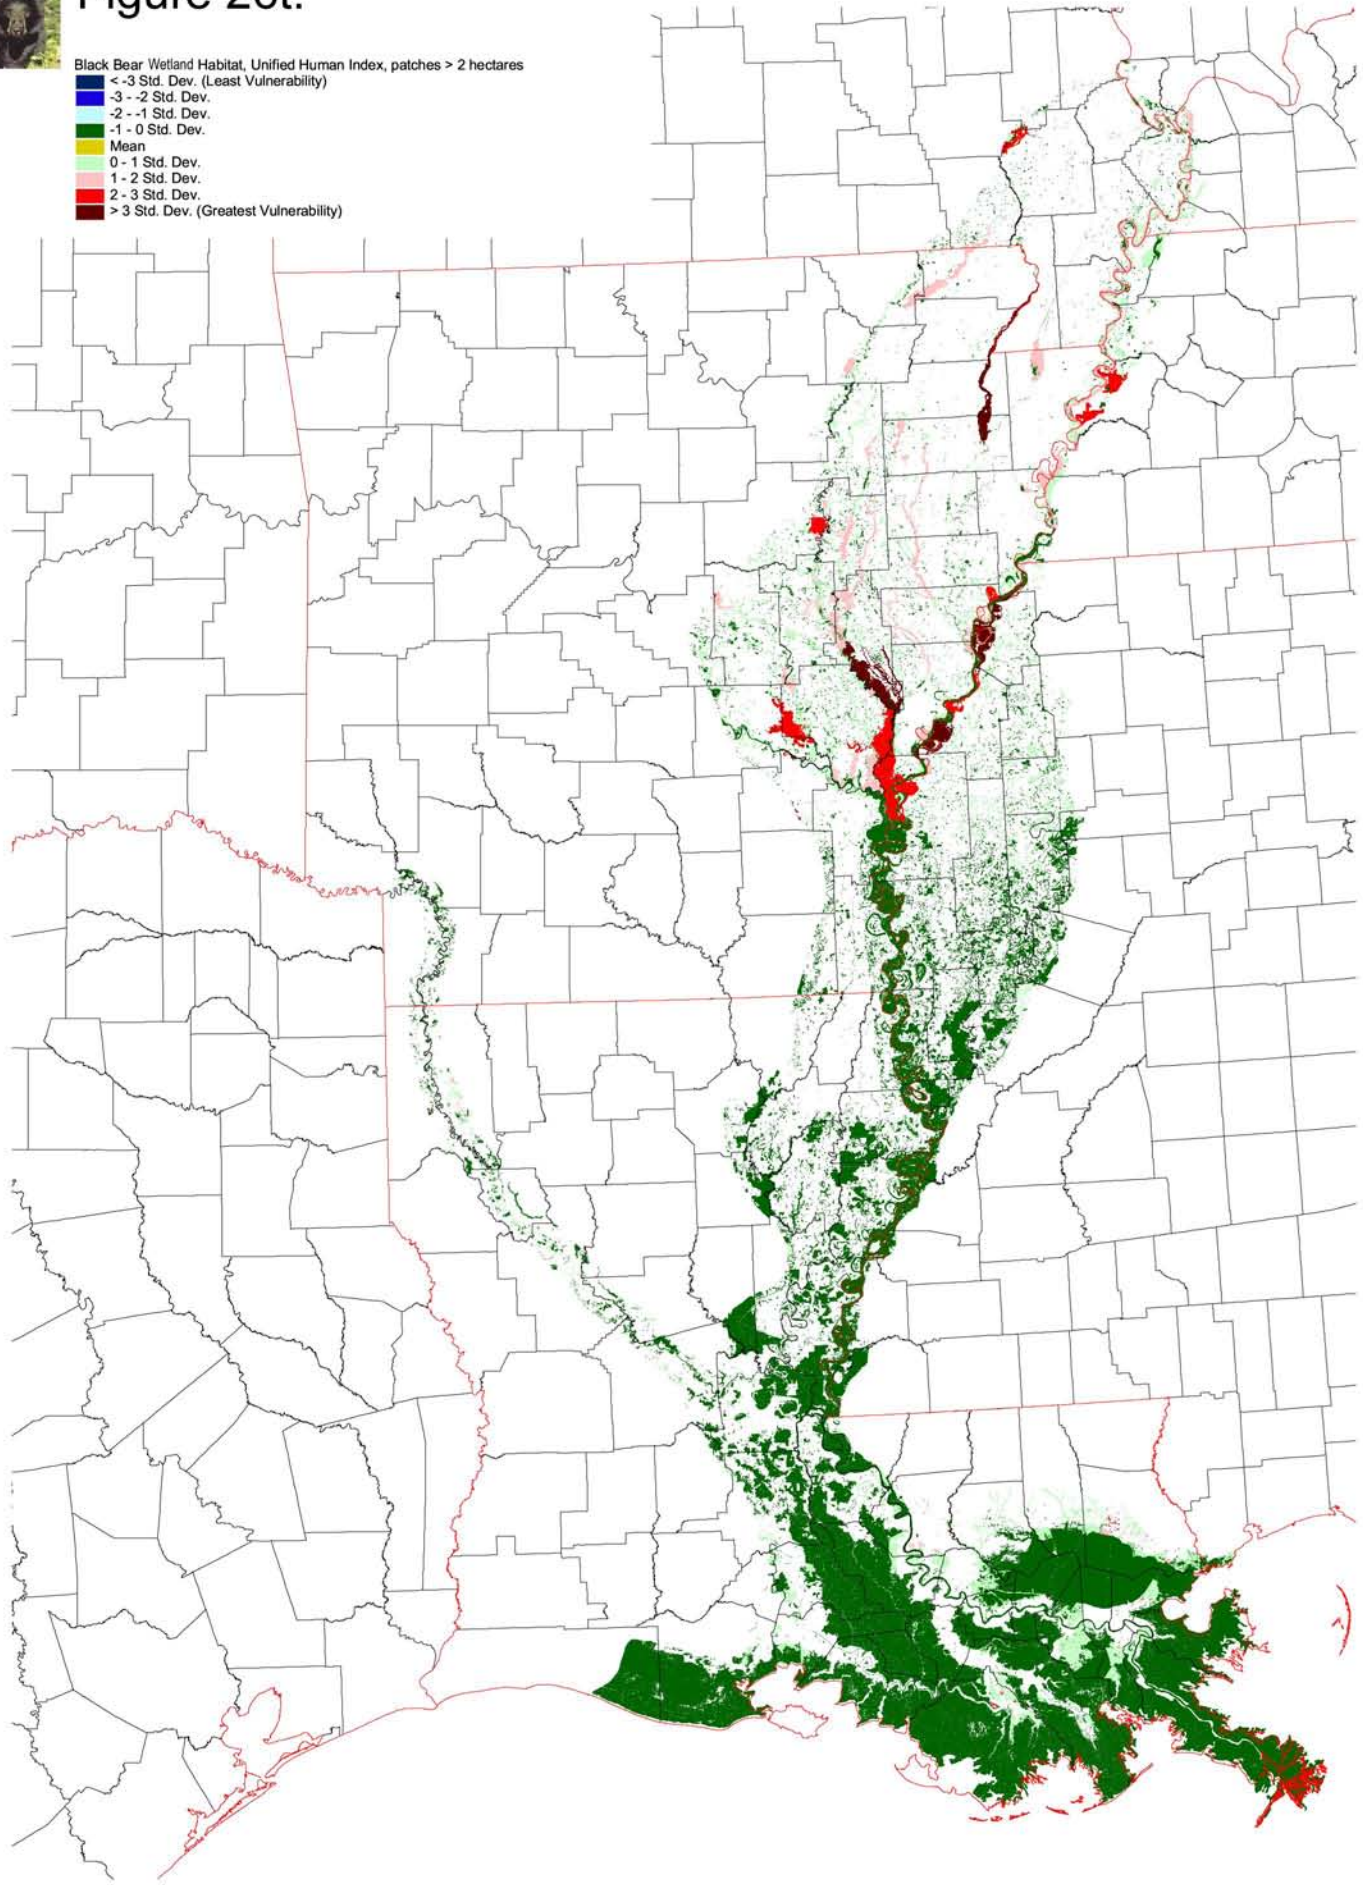 Black Bear Wetland Habitat, Unified Human Index, patches > 2 hectares
< -3 Std. Dev. (Least Vulnerability)
-3 - -2 Std. Dev.
-2 - -1 Std. Dev.
-1 - 0 Std. Dev.
Mean
0 - 1 Std. Dev.
1 - 2 Std. Dev.
2 - 3 Std. Dev.
> 3 Std. Dev. (Greatest Vulnerability)